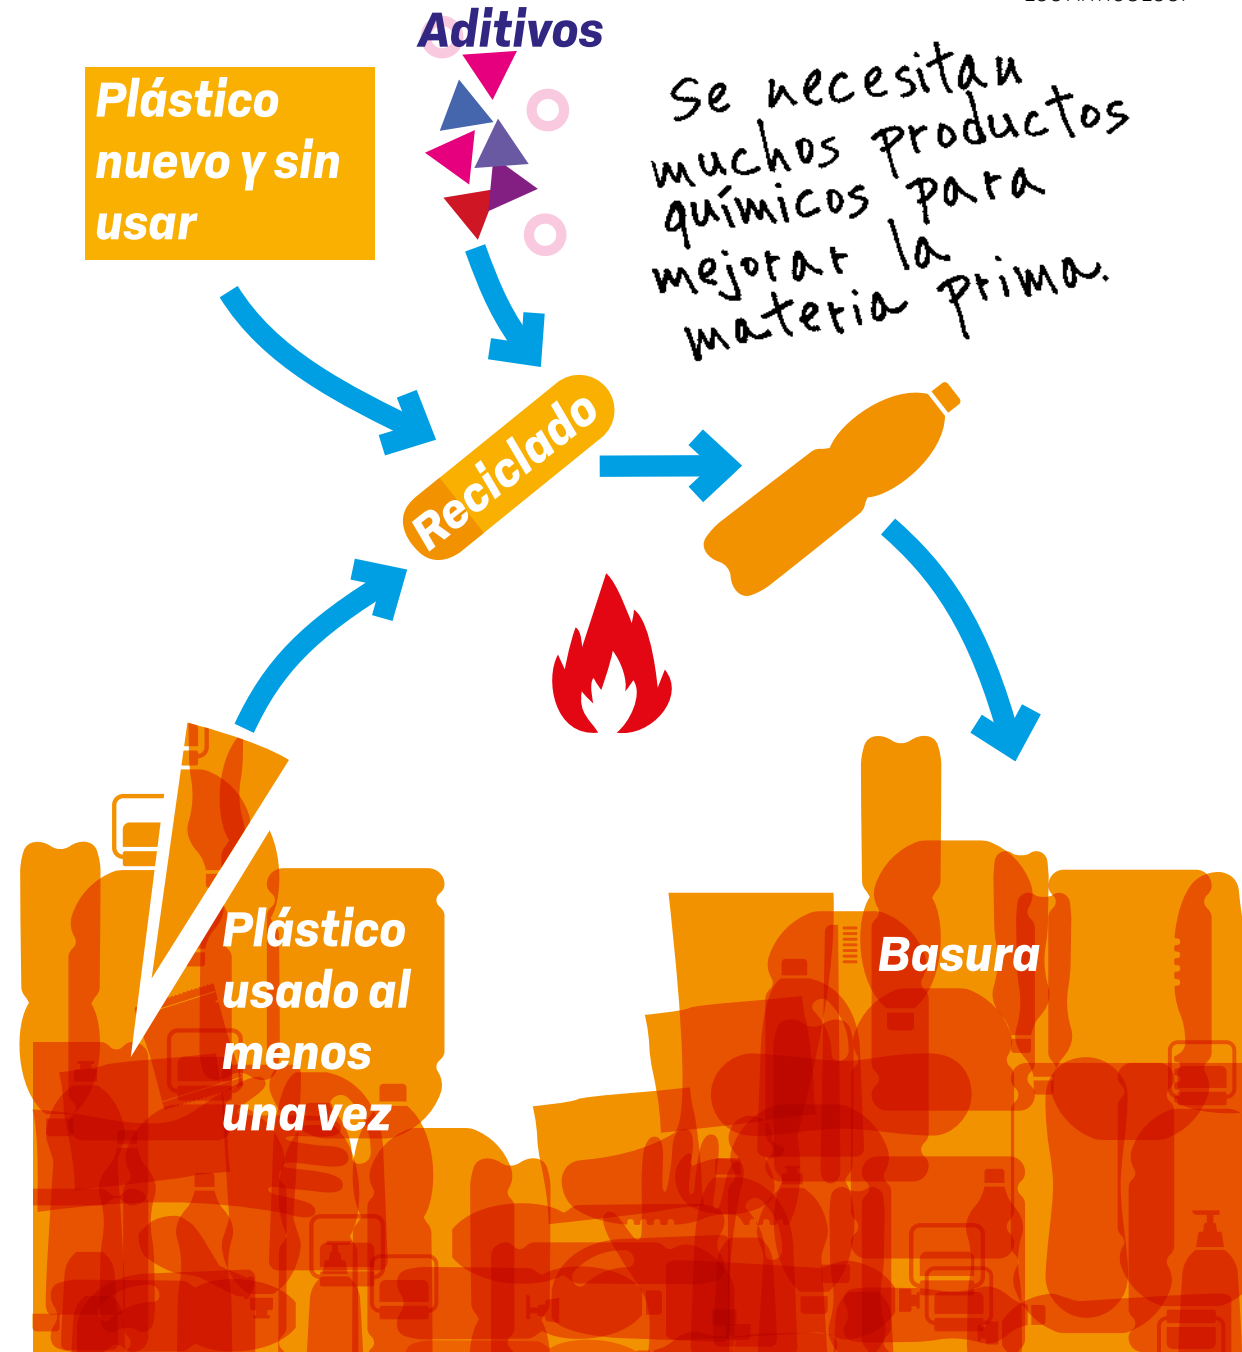 Aditivos
Plástico
nuevo y sin
usar
Se necesitan
muchos productos
químicos para
mejorar la
materia prima.
Reciclado
Plástico
usado al
menos
una vez
Basura